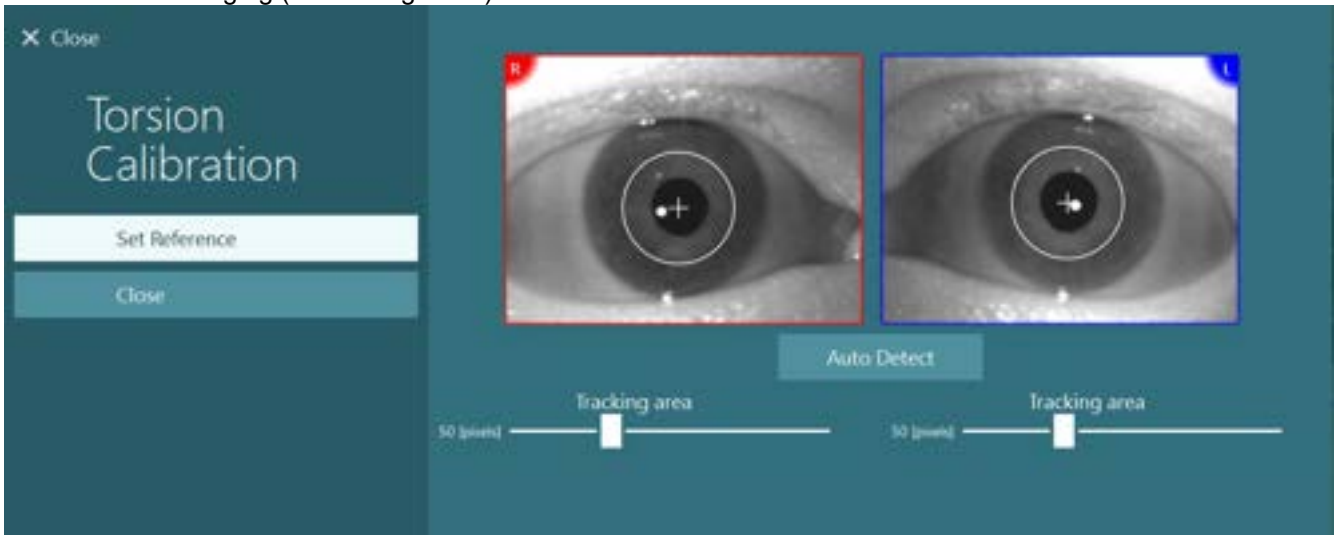 Close
Torsion
Calibration
Set Reference
Close
R
L
Auto Detect
Tracking area
Tracking area
50 [pixels]
50 [pixels]